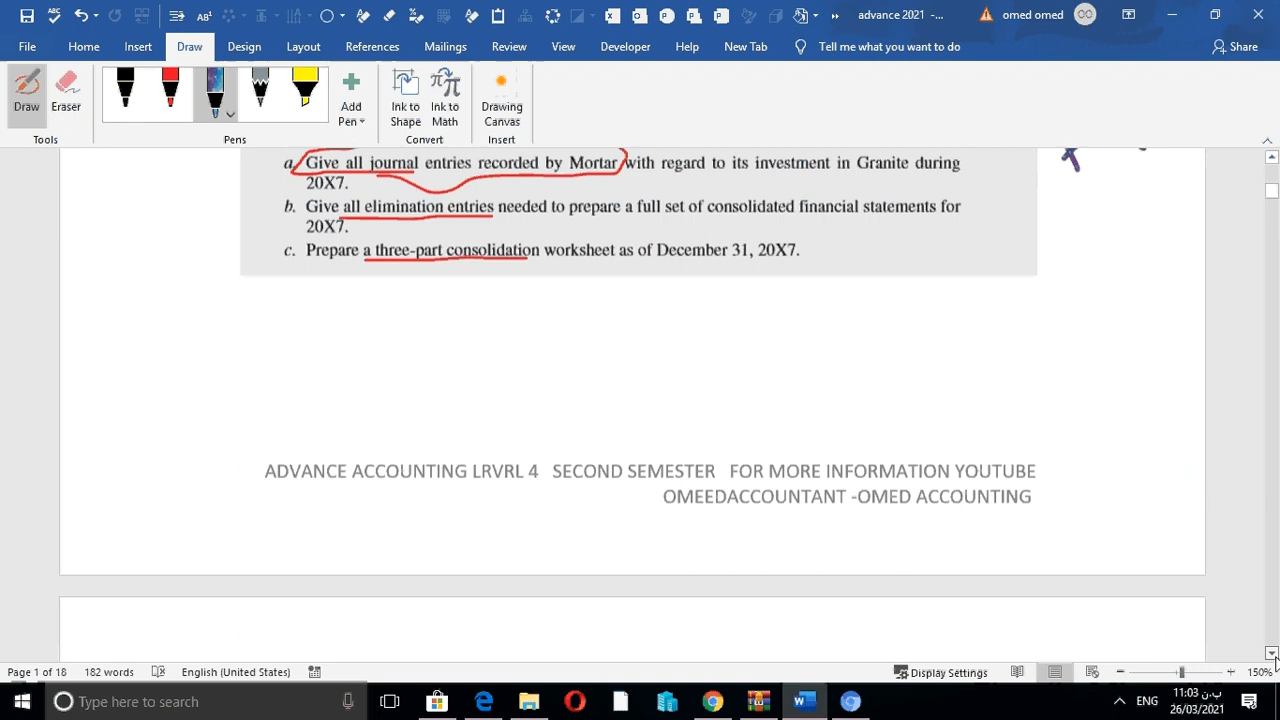 advance 2021 -...
omed omed
OO
File Home Insert Draw Design Layout References Mailings Review View Developer Help New Tab Tell me what you want to do Share
Draw Eraser Add Pen Ink to Shape Ink to Math Drawing Canvas
Tools Pens Convert Insert
a. Give all journal entries recorded by Mortar with regard to its investment in Granite during
20X7.
b. Give all elimination entries needed to prepare a full set of consolidated financial statements for
20X7.
c. Prepare a three-part consolidation worksheet as of December 31, 20X7.
ADVANCE ACCOUNTING LRVRL 4 SECOND SEMESTER FOR MORE INFORMATION YOUTUBE
OMEEDACCOUNTANT -OMED ACCOUNTING
Page 1 of 18 182 words English (United States) Display Settings 150%
Type here to search ENG 11:03 ب.ن
26/03/2021